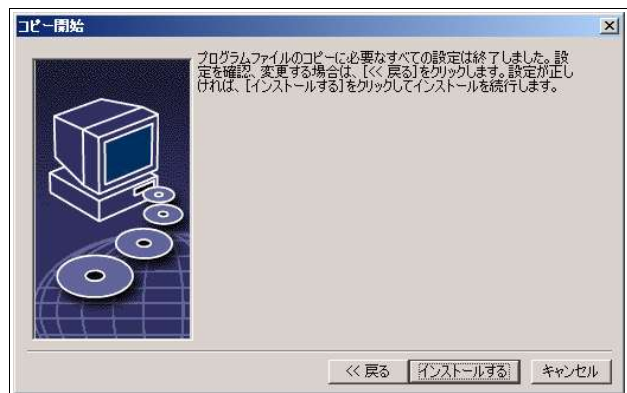 コピー開始
プログラムファイルのコピーに必要なすべての設定は終了しました。設
定を確認、変更する場合は、[<< 戻る]をクリックします。設定が正し
ければ、[インストールする]をクリックしてインストールを続行します。
<< 戻る
インストールする
キャンセル